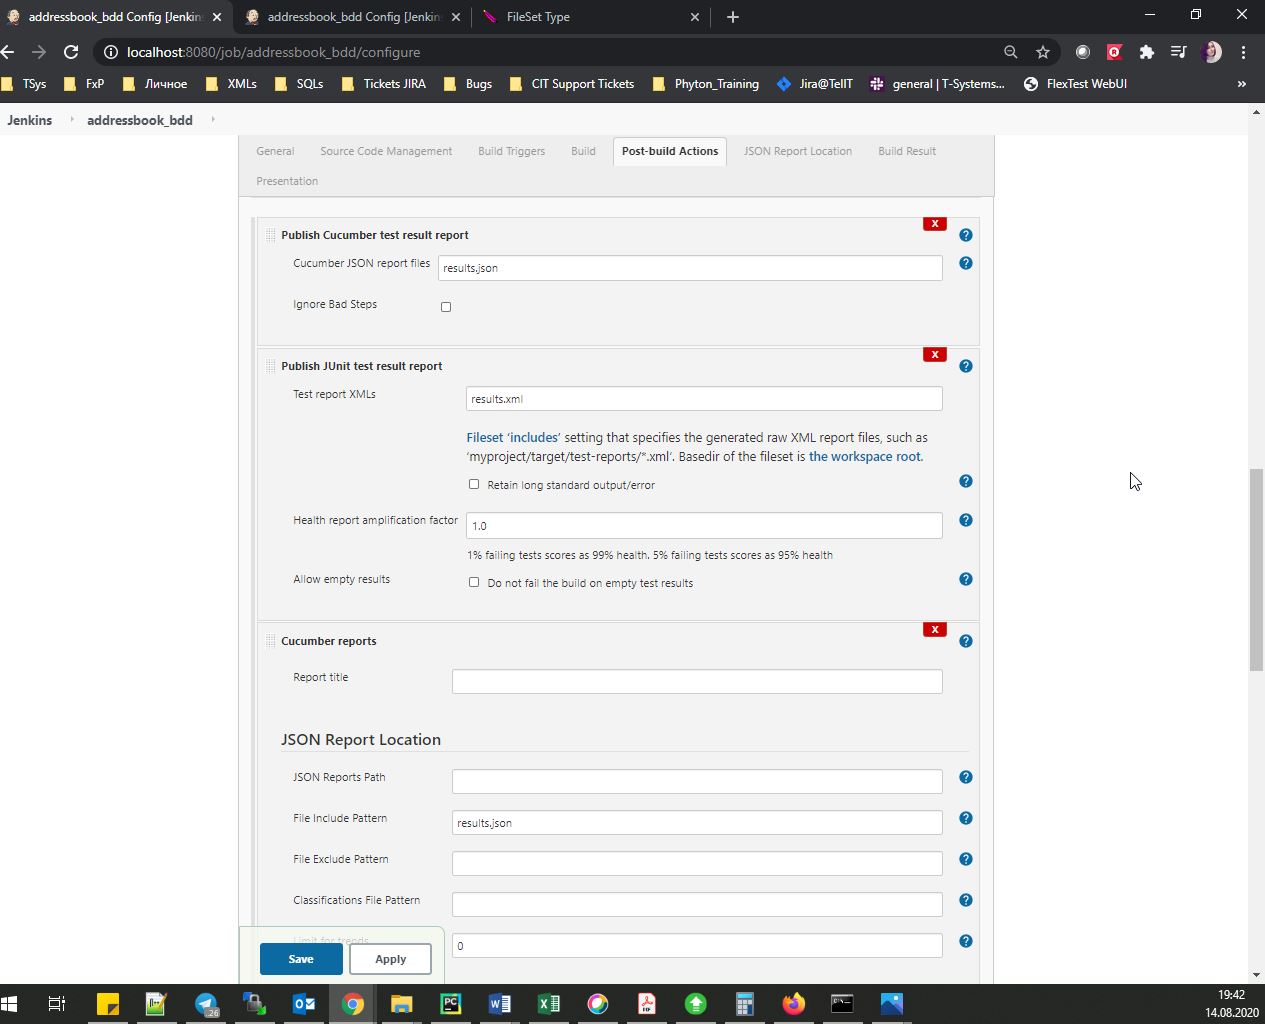 addressbook_bdd Config [Jenkin
addressbook_bdd Config [Jenkin
FileSet Type
localhost:8080/job/addressbook_bdd/configure
TSys
FxP
Личное
XMLs
SQLs
Tickets JIRA
Bugs
CIT Support Tickets
Phyton_Training
Jira@TelIT
general | T-Systems...
FlexTest WebUI
»
Jenkins
addressbook_bdd
General
Source Code Management
Build Triggers
Build
Post-build Actions
JSON Report Location
Build Result
Presentation
X
Publish Cucumber test result report
?
Cucumber JSON report files
results.json
?
Ignore Bad Steps
X
Publish JUnit test result report
?
Test report XMLs
results.xml
Fileset ‘includes’ setting that specifies the generated raw XML report files, such as
‘myproject/target/test-reports/*.xml’. Basedir of the fileset is the workspace root.
Retain long standard output/error
?
Health report amplification factor
1.0
?
1% failing tests scores as 99% health. 5% failing tests scores as 95% health
Allow empty results
Do not fail the build on empty test results
?
X
Cucumber reports
?
Report title
JSON Report Location
JSON Reports Path
?
File Include Pattern
results.json
?
File Exclude Pattern
?
Classifications File Pattern
?
Limit for trends
0
?
Save
Apply
26
PC
19:42
14.08.2020